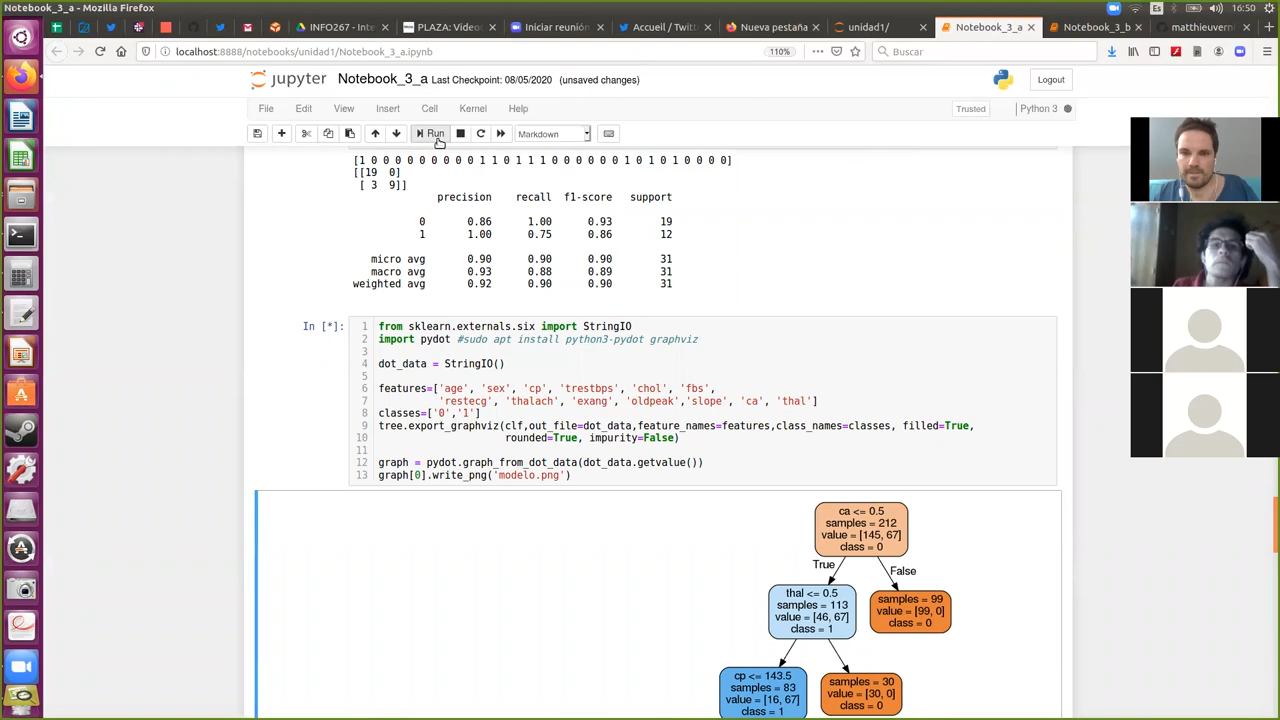 Notebook_3_a - Mozilla Firefox
Es
16:50
INFO267 - Inter
PAZA: Video
Iniciar reunión
Accueil / Twitt
Nueva pestaña
unidad1/
Notebook_3_a
Notebook_3_b
matthieuverni
localhost:8888/notebooks/unidad1/Notebook_3_a.ipynb
110%
Buscar
jupyter Notebook_3_a Last Checkpoint: 08/05/2020 (unsaved changes)
Logout
File Edit View Insert Cell Kernel Help
Trusted
Python 3
Run
Markdown
[1 0 0 0 0 0 0 0 0 0 1 1 0 1 1 1 1 0 0 0 0 0 0 1 0 1 0 1 0 0 0 0]
[[19 0]
[ 3 9]]
precision recall f1-score support
0 0.86 1.00 0.93 19
1 1.00 0.75 0.86 12
micro avg 0.90 0.90 0.90 31
macro avg 0.93 0.88 0.89 31
weighted avg 0.92 0.90 0.90 31
In [*]:
1 from sklearn.externals.six import StringIO
2 import pydot #sudo apt install python3-pydot graphviz
3
4 dot_data = StringIO()
5
6 features=['age', 'sex', 'cp', 'trestbps', 'chol', 'fbs',
7 'restecg', 'thalach', 'exang', 'oldpeak','slope', 'ca', 'thal']
8 classes=['0','1']
9 tree.export_graphviz(clf,out_file=dot_data,feature_names=features,class_names=classes, filled=True,
10 rounded=True, impurity=False)
11
12 graph = pydot.graph_from_dot_data(dot_data.getvalue())
13 graph[0].write_png('modelo.png')
ca <= 0.5
samples = 212
value = [145, 67]
class = 0
True
False
thal <= 0.5
samples = 113
value = [46, 67]
class = 1
samples = 99
value = [99, 0]
class = 0
cp <= 143.5
samples = 83
value = [16, 67]
class = 1
samples = 30
value = [30, 0]
class = 0